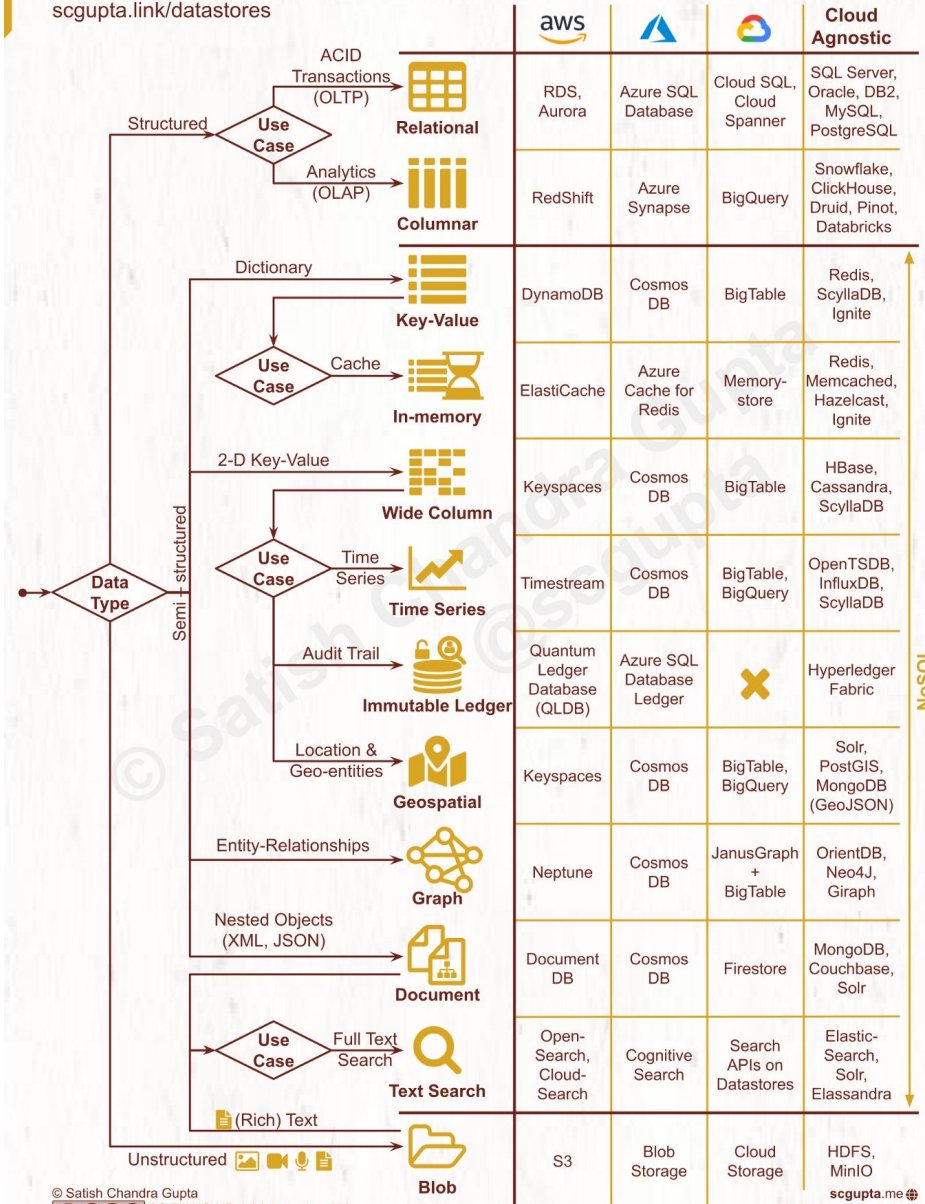 scgupta.link/datastores
aws
Cloud
Agnostic
ACID
Transactions
(OLTP)
Structured
Use
Case
Relational
RDS,
Aurora
Azure SQL
Database
Cloud SQL,
Cloud
Spanner
SQL Server,
Oracle, DB2,
MySQL,
PostgreSQL
Analytics
(OLAP)
Columnar
RedShift
Azure
Synapse
BigQuery
Snowflake,
ClickHouse,
Druid, Pinot,
Databricks
Dictionary
Key-Value
DynamoDB
Cosmos
DB
BigTable
Redis,
ScyllaDB,
Ignite
Use
Case
Cache
In-memory
ElastiCache
Azure
Cache for
Redis
Memory-
store
Redis,
Memcached,
Hazelcast,
Ignite
2-D Key-Value
Wide Column
Keyspaces
Cosmos
DB
BigTable
HBase,
Cassandra,
ScyllaDB
Data
Type
Semi - structured
Use
Case
Time
Series
Time Series
Timestream
Cosmos
DB
BigTable,
BigQuery
OpenTSDB,
InfluxDB,
ScyllaDB
Audit Trail
Immutable Ledger
Quantum
Ledger
Database
(QLDB)
Azure SQL
Database
Ledger
Hyperledger
Fabric
NoSQL
Location &
Geo-entities
Geospatial
Keyspaces
Cosmos
DB
BigTable,
BigQuery
Solr,
PostGIS,
MongoDB
(GeoJSON)
Entity-Relationships
Graph
Neptune
Cosmos
DB
JanusGraph
+
BigTable
OrientDB,
Neo4J,
Giraph
Nested Objects
(XML, JSON)
Document
Document
DB
Cosmos
DB
Firestore
MongoDB,
Couchbase,
Solr
Use
Case
Full Text
Search
Text Search
Open-
Search,
Cloud-
Search
Cognitive
Search
Search
APIs on
Datastores
Elastic-
Search,
Solr,
Elassandra
(Rich) Text
Unstructured
Blob
S3
Blob
Storage
Cloud
Storage
HDFS,
MinIO
© Satish Chandra Gupta
@scgupta
© Satish Chandra Gupta
scgupta.me